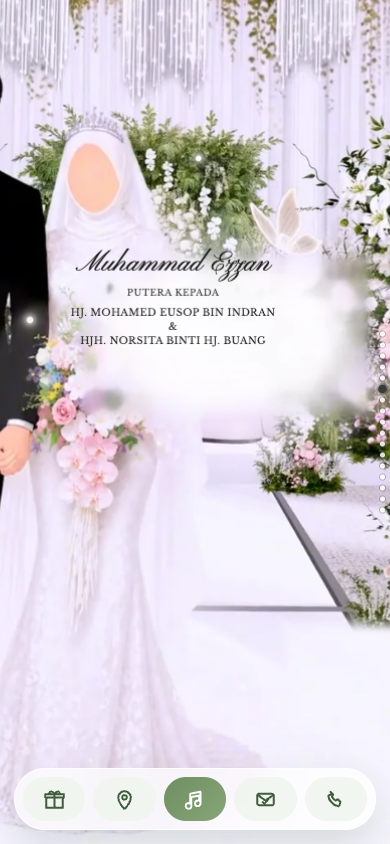 Muhammad Ezzan
PUTERA KEPADA
HJ. MOHAMED EUSOP BIN INDRAN
&
HJH. NORSITA BINTI HJ. BUANG